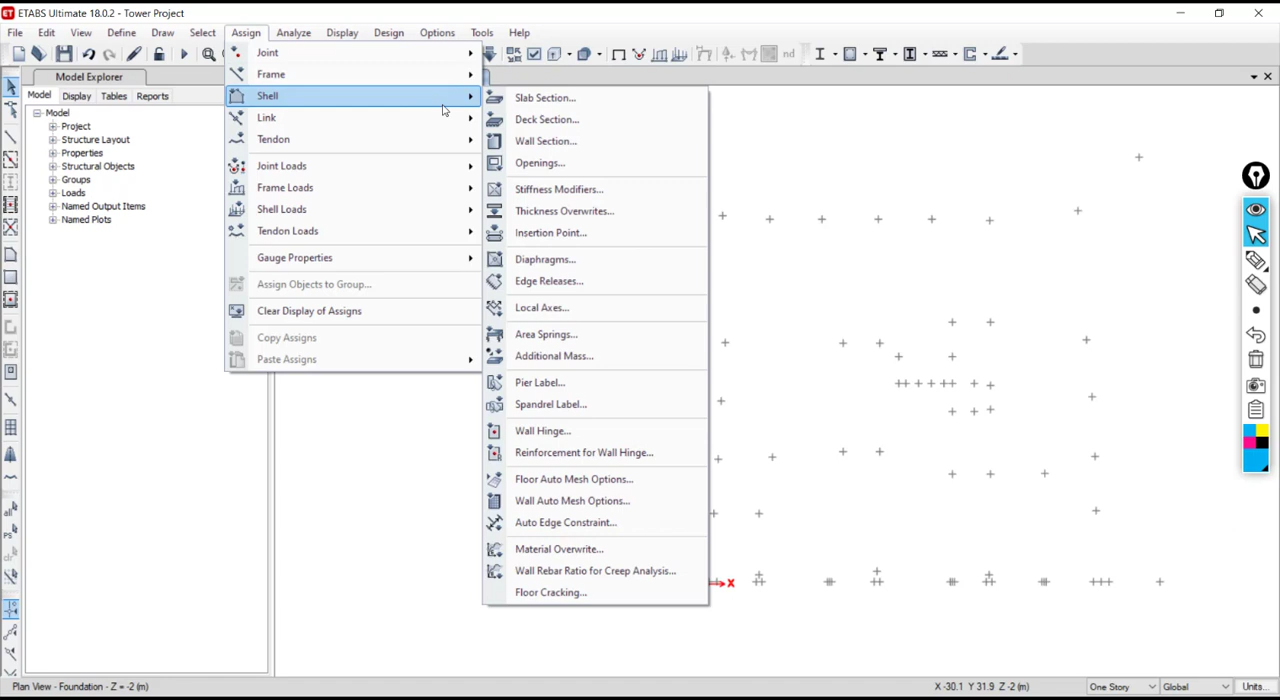 ETABS Ultimate 18.0.2 - Tower Project
File Edit View Define Draw Select Assign Analyze Display Design Options Tools Help
nd
Model Explorer
Model Display Tables Reports
Model
Project
Structure Layout
Properties
Structural Objects
Groups
Loads
Named Output Items
Named Plots
Joint
Frame
Shell
Link
Tendon
Joint Loads
Frame Loads
Shell Loads
Tendon Loads
Gauge Properties
Assign Objects to Group...
Clear Display of Assigns
Copy Assigns
Paste Assigns
Slab Section...
Deck Section...
Wall Section...
Openings...
Stiffness Modifiers...
Thickness Overwrites...
Insertion Point...
Diaphragms...
Edge Releases...
Local Axes...
Area Springs...
Additional Mass...
Pier Label...
Spandrel Label...
Wall Hinge...
Reinforcement for Wall Hinge...
Floor Auto Mesh Options...
Wall Auto Mesh Options...
Auto Edge Constraint...
Material Overwrite...
Wall Rebar Ratio for Creep Analysis...
Floor Cracking...
X
all
PS
clr
Plan View - Foundation - Z = -2 (m)
X -30.1 Y 31.9 Z -2 (m)
One Story
Global
Units...